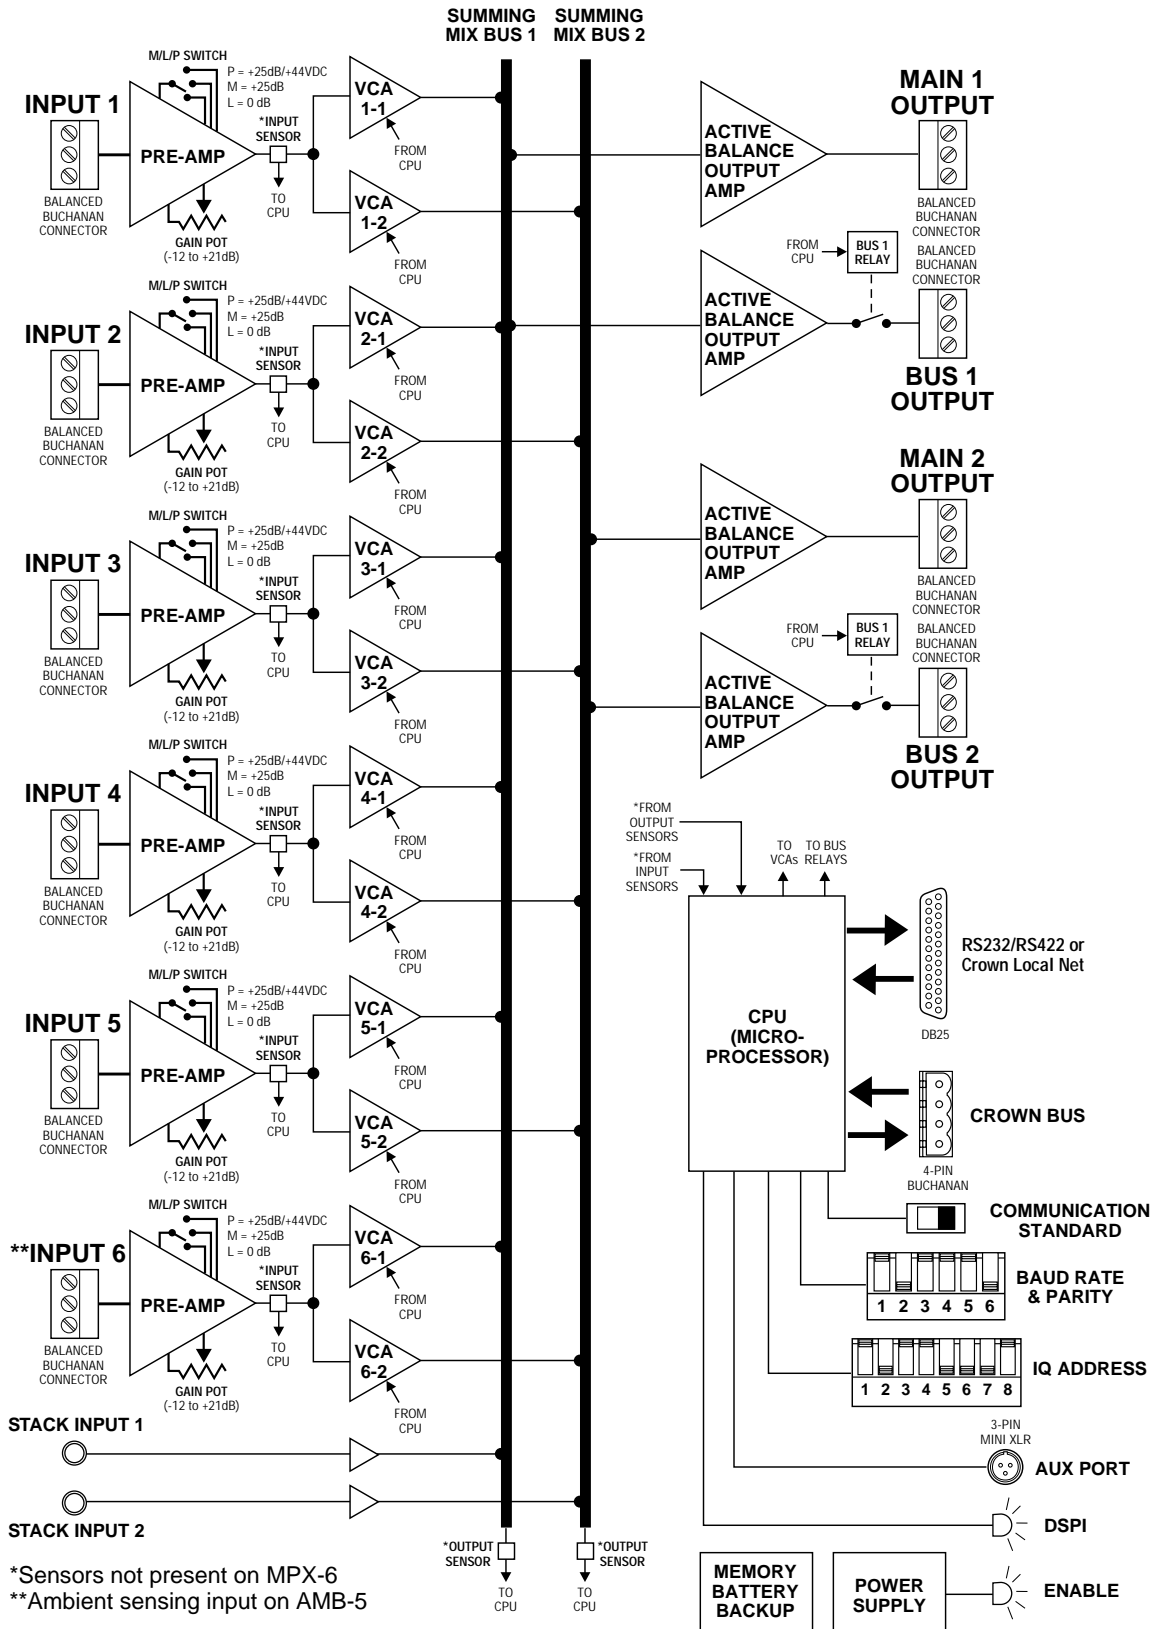 SUMMING
MIX BUS 1
SUMMING
MIX BUS 2
INPUT 1
BALANCED
BUCHANAN
CONNECTOR
M/L/P SWITCH
P = +25dB/+44VDC
M = +25dB
L = 0 dB
PRE-AMP
GAIN POT
(-12 to +21dB)
*INPUT
SENSOR
TO
CPU
VCA
1-1
FROM
CPU
VCA
1-2
FROM
CPU
INPUT 2
BALANCED
BUCHANAN
CONNECTOR
M/L/P SWITCH
P = +25dB/+44VDC
M = +25dB
L = 0 dB
PRE-AMP
GAIN POT
(-12 to +21dB)
*INPUT
SENSOR
TO
CPU
VCA
2-1
FROM
CPU
VCA
2-2
FROM
CPU
INPUT 3
BALANCED
BUCHANAN
CONNECTOR
M/L/P SWITCH
P = +25dB/+44VDC
M = +25dB
L = 0 dB
PRE-AMP
GAIN POT
(-12 to +21dB)
*INPUT
SENSOR
TO
CPU
VCA
3-1
FROM
CPU
VCA
3-2
FROM
CPU
INPUT 4
BALANCED
BUCHANAN
CONNECTOR
M/L/P SWITCH
P = +25dB/+44VDC
M = +25dB
L = 0 dB
PRE-AMP
GAIN POT
(-12 to +21dB)
*INPUT
SENSOR
TO
CPU
VCA
4-1
FROM
CPU
VCA
4-2
FROM
CPU
INPUT 5
BALANCED
BUCHANAN
CONNECTOR
M/L/P SWITCH
P = +25dB/+44VDC
M = +25dB
L = 0 dB
PRE-AMP
GAIN POT
(-12 to +21dB)
*INPUT
SENSOR
TO
CPU
VCA
5-1
FROM
CPU
VCA
5-2
FROM
CPU
**INPUT 6
BALANCED
BUCHANAN
CONNECTOR
M/L/P SWITCH
P = +25dB/+44VDC
M = +25dB
L = 0 dB
PRE-AMP
GAIN POT
(-12 to +21dB)
*INPUT
SENSOR
TO
CPU
VCA
6-1
FROM
CPU
VCA
6-2
FROM
CPU
STACK INPUT 1
STACK INPUT 2
*OUTPUT
SENSOR
TO
CPU
*OUTPUT
SENSOR
TO
CPU
*Sensors not present on MPX-6
**Ambient sensing input on AMB-5
ACTIVE
BALANCE
OUTPUT
AMP
MAIN 1
OUTPUT
BALANCED
BUCHANAN
CONNECTOR
ACTIVE
BALANCE
OUTPUT
AMP
FROM
CPU
BUS 1
RELAY
BALANCED
BUCHANAN
CONNECTOR
BUS 1
OUTPUT
ACTIVE
BALANCE
OUTPUT
AMP
MAIN 2
OUTPUT
BALANCED
BUCHANAN
CONNECTOR
ACTIVE
BALANCE
OUTPUT
AMP
FROM
CPU
BUS 1
RELAY
BALANCED
BUCHANAN
CONNECTOR
BUS 2
OUTPUT
*FROM
OUTPUT
SENSORS
*FROM
INPUT
SENSORS
TO
VCAs
TO BUS
RELAYS
CPU
(MICRO-
PROCESSOR)
RS232/RS422 or
Crown Local Net
DB25
CROWN BUS
4-PIN
BUCHANAN
COMMUNICATION
STANDARD
1 2 3 4 5 6
BAUD RATE
& PARITY
1 2 3 4 5 6 7 8
IQ ADDRESS
3-PIN
MINI XLR
AUX PORT
DSPI
MEMORY
BATTERY
BACKUP
POWER
SUPPLY
ENABLE